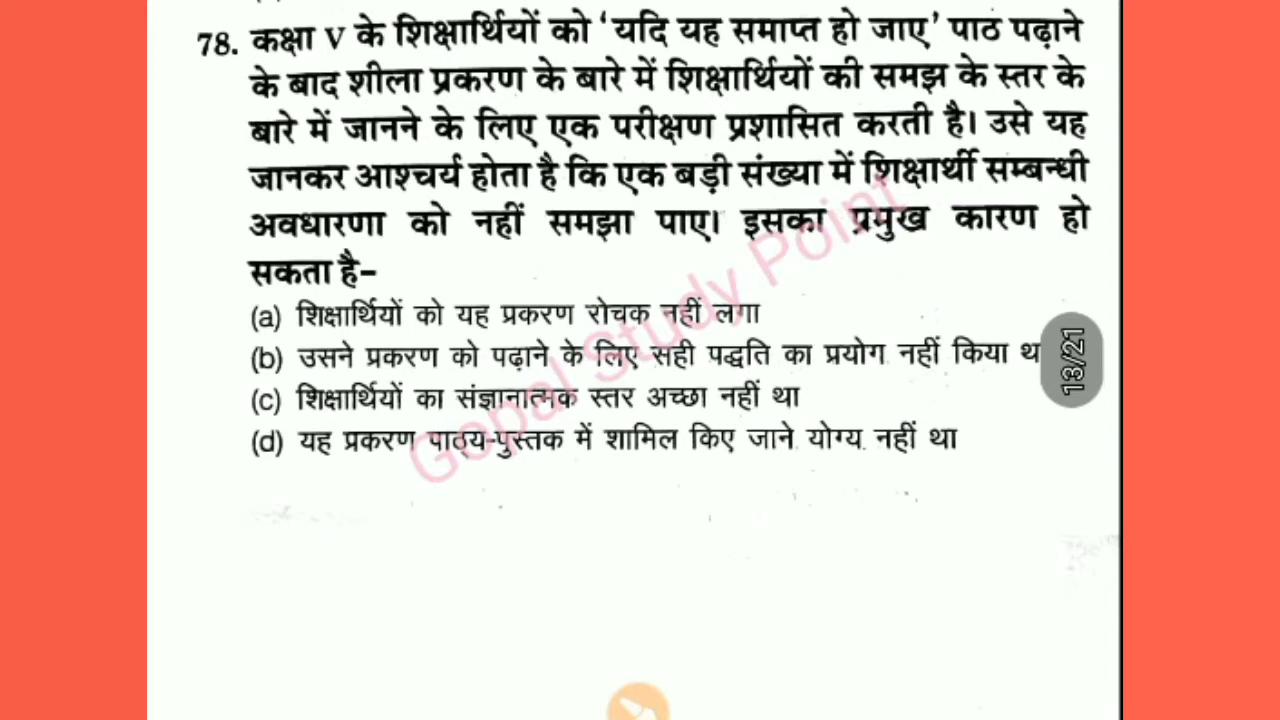 78. कक्षा V के शिक्षार्थियों को 'यदि यह समाप्त हो जाए' पाठ पढ़ाने
के बाद शीला प्रकरण के बारे में शिक्षार्थियों की समझ के स्तर के
बारे में जानने के लिए एक परीक्षण प्रशासित करती है। उसे यह
जानकर आश्चर्य होता है कि एक बड़ी संख्या में शिक्षार्थी सम्बन्धी
अवधारणा को नहीं समझा पाए। इसका प्रमुख कारण हो
सकता है–
(a) शिक्षार्थियों को यह प्रकरण रोचक नहीं लगा
(b) उसने प्रकरण को पढ़ाने के लिए सही पद्धति का प्रयोग नहीं किया
(c) शिक्षार्थियों का संज्ञानात्मक स्तर अच्छा नहीं था
(d) यह प्रकरण पाठ्य-पुस्तक में शामिल किए जाने योग्य नहीं था
Gopal Study Point
13/21